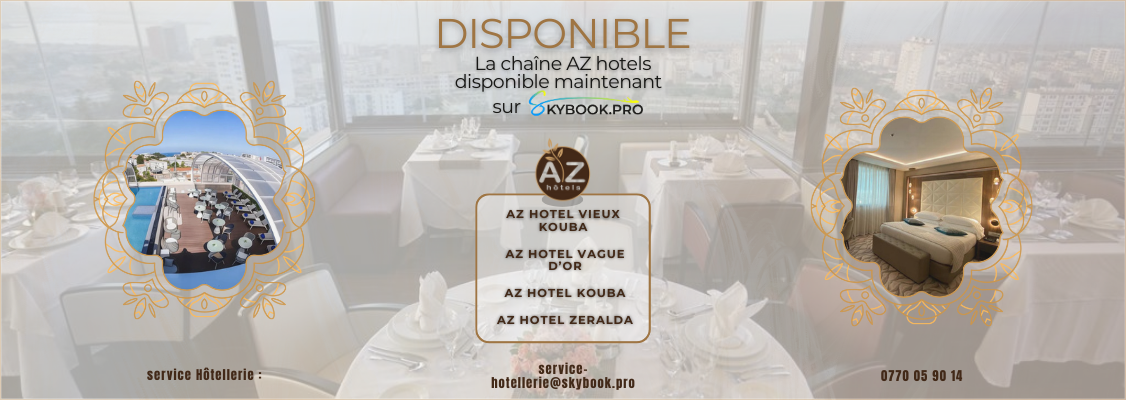 DISPONIBLE
La chaîne AZ hotels
disponible maintenant
sur SKYBOOK.PRO
AZ
hôtels
AZ HOTEL VIEUX
KOUBA
AZ HOTEL VAGUE
D'OR
AZ HOTEL KOUBA
AZ HOTEL ZERALDA
service Hôtellerie :
service-
hotellerie@skybook.pro
0770 05 90 14